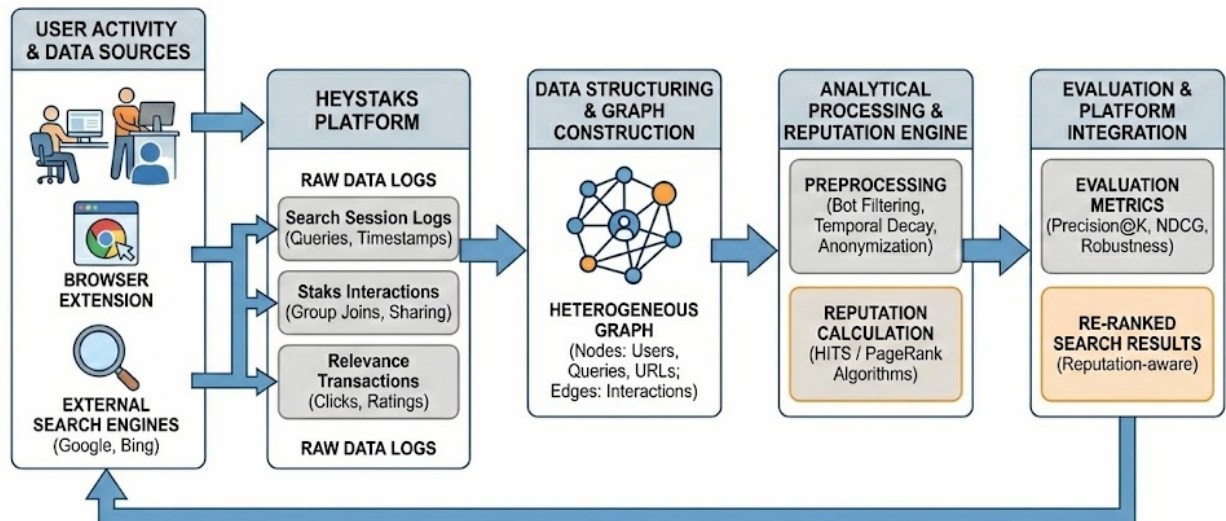 USER ACTIVITY
& DATA SOURCES
BROWSER
EXTENSION
EXTERNAL
SEARCH ENGINES
(Google, Bing)
HEYSTAKS
PLATFORM
RAW DATA LOGS
Search Session Logs
(Queries, Timestamps)
Staks Interactions
(Group Joins, Sharing)
Relevance
Transactions
(Clicks, Ratings)
RAW DATA LOGS
DATA STRUCTURING
& GRAPH
CONSTRUCTION
HETEROGENEOUS
GRAPH
(Nodes: Users,
Queries, URLs;
Edges: Interactions)
ANALYTICAL
PROCESSING &
REPUTATION ENGINE
PREPROCESSING
(Bot Filtering,
Temporal Decay,
Anonymization)
REPUTATION
CALCULATION
(HITS / PageRank
Algorithms)
EVALUATION &
PLATFORM
INTEGRATION
EVALUATION
METRICS
(Precision@K, NDCG,
Robustness)
RE-RANKED
SEARCH RESULTS
(Reputation-aware)